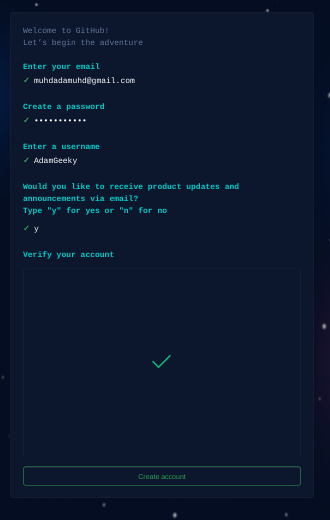 Welcome to GitHub!
Let's begin the adventure
Enter your email
✓ muhdadamuhd@gmail.com
Create a password
✓ •••••••••••
Enter a username
✓ AdamGeeky
Would you like to receive product updates and
announcements via email?
Type "y" for yes or "n" for no
✓ y
Verify your account
Create account